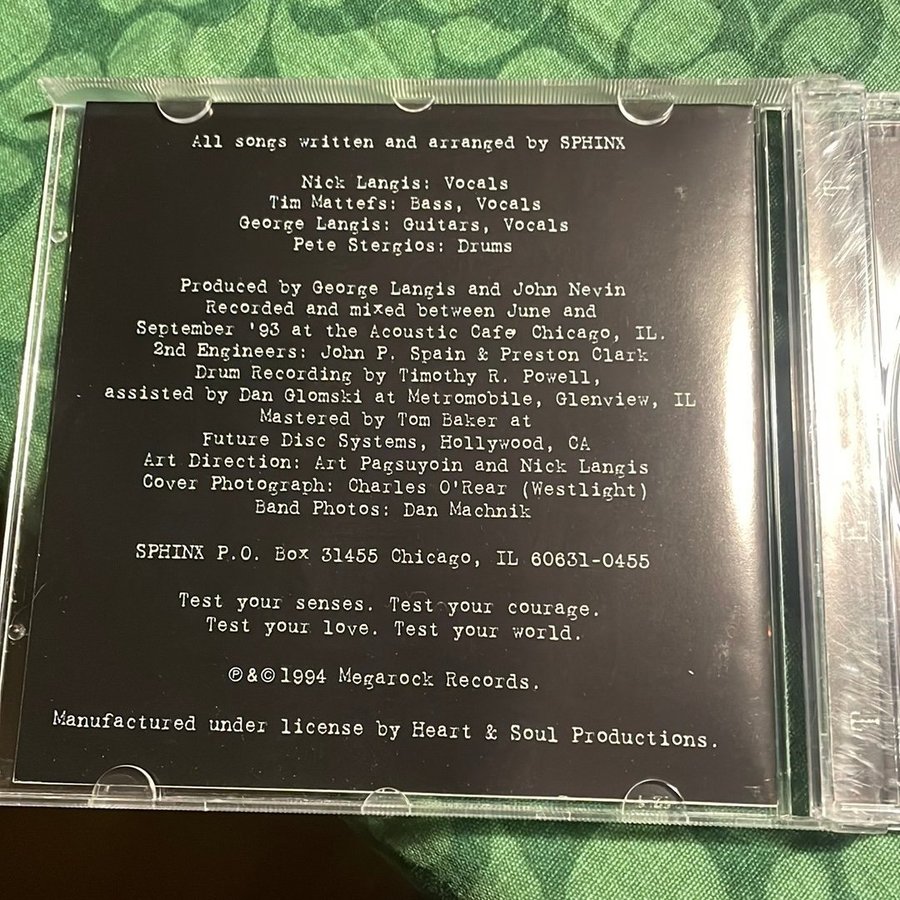 All songs written and arranged by SPHINX
Nick Langis: Vocals
Tim Mattefs: Bass, Vocals
George Langis: Guitars, Vocals
Pete Stergios: Drums
Produced by George Langis and John Nevin
Recorded and mixed between June and
September '93 at the Acoustic Cafe Chicago, IL.
2nd Engineers: John P. Spain & Preston Clark
Drum Recording by Timothy R. Powell,
assisted by Dan Glomski at Metromobile, Glenview, IL
Mastered by Tom Baker at
Future Disc Systems, Hollywood, CA
Art Direction: Art Pagsuyoin and Nick Langis
Cover Photograph: Charles O'Rear (Westlight)
Band Photos: Dan Machnik
SPHINX P.O. Box 31455 Chicago, IL 60631-0455
Test your senses. Test your courage.
Test your love. Test your world.
℗&©1994 Megarock Records.
Manufactured under license by Heart & Soul Productions.
T
E
T